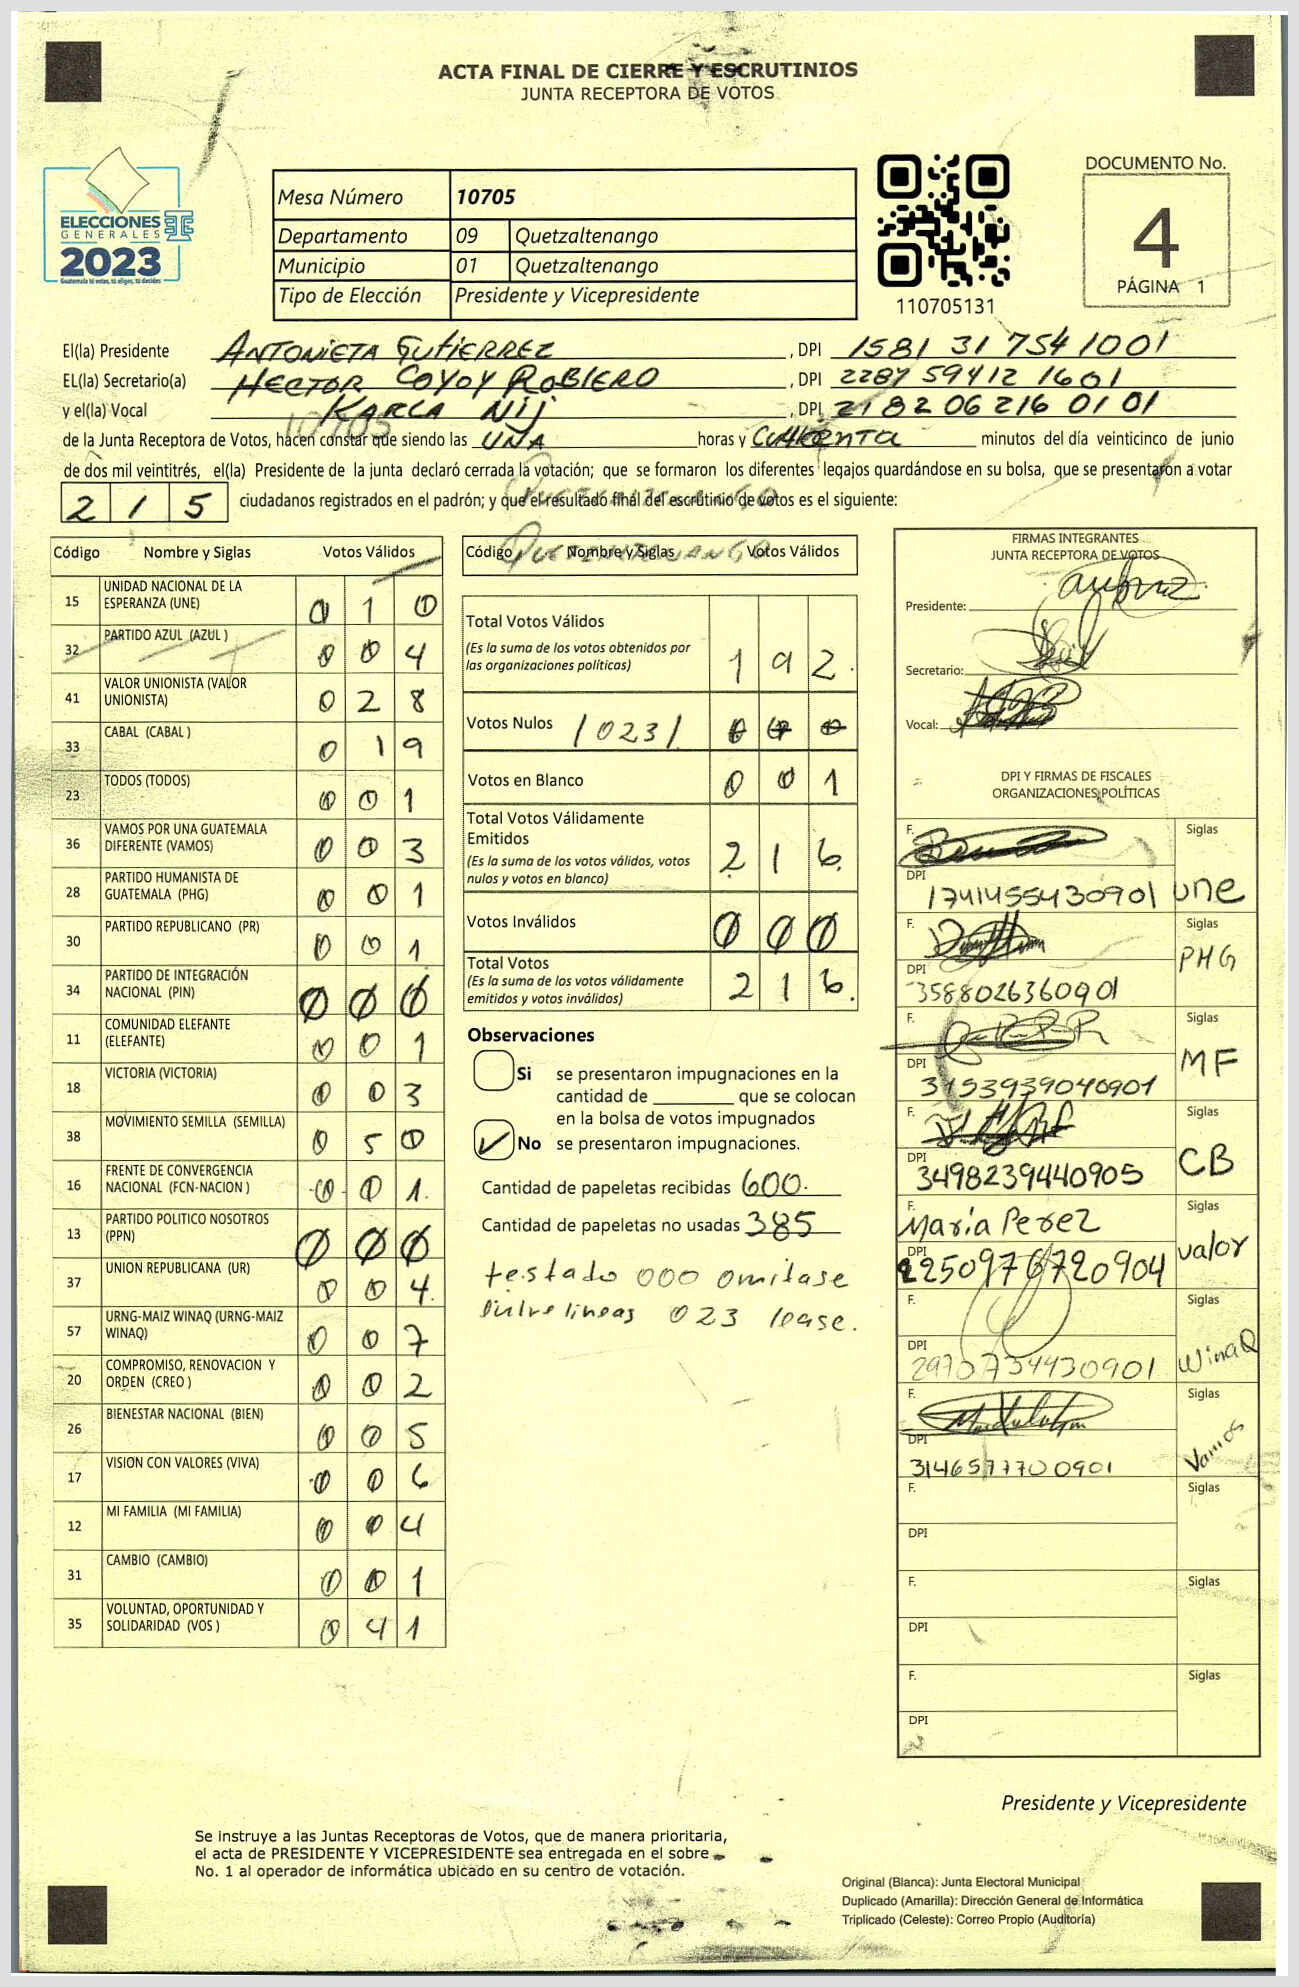 ACTA FINAL DE CIERRE Y ESCRUTINIOS
JUNTA RECEPTORA DE VOTOS
ELECCIONES
GENERALES
2023
Guatemala tú votas, tú eliges, tú decides
Mesa Número 10705
Departamento 09 Quetzaltenango
Municipio 01 Quetzaltenango
Tipo de Elección Presidente y Vicepresidente
110705131
DOCUMENTO No.
4
PÁGINA 1
El(la) Presidente ANTONIETA GUTIERREZ, DPI 1581 31754 1001
EL(la) Secretario(a) HECTOR COYOY ROBLERO, DPI 2287 59412 1601
y el(la) Vocal KARLA Nij, DPI 2182 06216 0101
10705
de la Junta Receptora de Votos, hacen constar que siendo las UNA horas y CUARENTA minutos del día veinticinco de junio
de dos mil veintitrés, el(la) Presidente de la junta declaró cerrada la votación; que se formaron los diferentes legajos quardándose en su bolsa, que se presentaron a votar
215 ciudadanos registrados en el padrón; y que el resultado final del escrutinio de votos es el siguiente:
QUETZALTENANGO
QUETZALTENANGO
Código Nombre y Siglas Votos Válidos
15 UNIDAD NACIONAL DE LA ESPERANZA (UNE) 0 1 0
32 PARTIDO AZUL (AZUL ) 0 0 4
41 VALOR UNIONISTA (VALOR UNIONISTA) 0 2 8
33 CABAL (CABAL ) 0 1 9
23 TODOS (TODOS) 0 0 1
36 VAMOS POR UNA GUATEMALA DIFERENTE (VAMOS) 0 0 3
28 PARTIDO HUMANISTA DE GUATEMALA (PHG) 0 0 1
30 PARTIDO REPUBLICANO (PR) 0 0 1
34 PARTIDO DE INTEGRACIÓN NACIONAL (PIN) 0 0 0
11 COMUNIDAD ELEFANTE (ELEFANTE) 0 0 1
18 VICTORIA (VICTORIA) 0 0 3
38 MOVIMIENTO SEMILLA (SEMILLA) 0 5 0
16 FRENTE DE CONVERGENCIA NACIONAL (FCN-NACION ) 0 0 1
13 PARTIDO POLITICO NOSOTROS (PPN) 0 0 0
37 UNION REPUBLICANA (UR) 0 0 4
57 URNG-MAIZ WINAQ (URNG-MAIZ WINAQ) 0 0 7
20 COMPROMISO, RENOVACION Y ORDEN (CREO ) 0 0 2
26 BIENESTAR NACIONAL (BIEN) 0 0 5
17 VISION CON VALORES (VIVA) 0 0 6
12 MI FAMILIA (MI FAMILIA) 0 0 4
31 CAMBIO (CAMBIO) 0 0 1
35 VOLUNTAD, OPORTUNIDAD Y SOLIDARIDAD (VOS ) 0 4 1
Código Nombre y Siglas Votos Válidos
Total Votos Válidos 1 9 2.
(Es la suma de los votos obtenidos por
las organizaciones políticas)
Votos Nulos /023/ 0 0 0
Votos en Blanco 0 0 1
Total Votos Válidamente
Emitidos 2 1 6.
(Es la suma de los votos válidos, votos
nulos y votos en blanco)
Votos Inválidos 0 0 0
Total Votos 2 1 6.
(Es la suma de los votos válidamente
emitidos y votos inválidos)
Observaciones
Si se presentaron impugnaciones en la
cantidad de ________ que se colocan
en la bolsa de votos impugnados
✓ No se presentaron impugnaciones.
Cantidad de papeletas recibidas 600.
Cantidad de papeletas no usadas 385
testado 000 omitase
entre lineas 023 lease.
FIRMAS INTEGRANTES
JUNTA RECEPTORA DE VOTOS
Presidente:
Secretario:
Vocal:
DPI Y FIRMAS DE FISCALES
ORGANIZACIONES POLÍTICAS
F. Siglas
DPI 1741455430901 une
F. Siglas
DPI 3588026360901 PHG
F. Siglas
DPI 3153939040901 MF
F. Siglas
DPI 3498239440905 CB
F. María Perez Siglas
DPI 2250976720904 valor
F. Siglas
DPI 2970734430901 WinaQ
F. Siglas
DPI 3146577700901 Vamos
F. Siglas
DPI
F. Siglas
DPI
F. Siglas
DPI
Presidente y Vicepresidente
Se instruye a las Juntas Receptoras de Votos, que de manera prioritaria,
el acta de PRESIDENTE Y VICEPRESIDENTE sea entregada en el sobre
No. 1 al operador de informática ubicado en su centro de votación.
Original (Blanca): Junta Electoral Municipal
Duplicado (Amarilla): Dirección General de Informática
Triplicado (Celeste): Correo Propio (Auditoría)